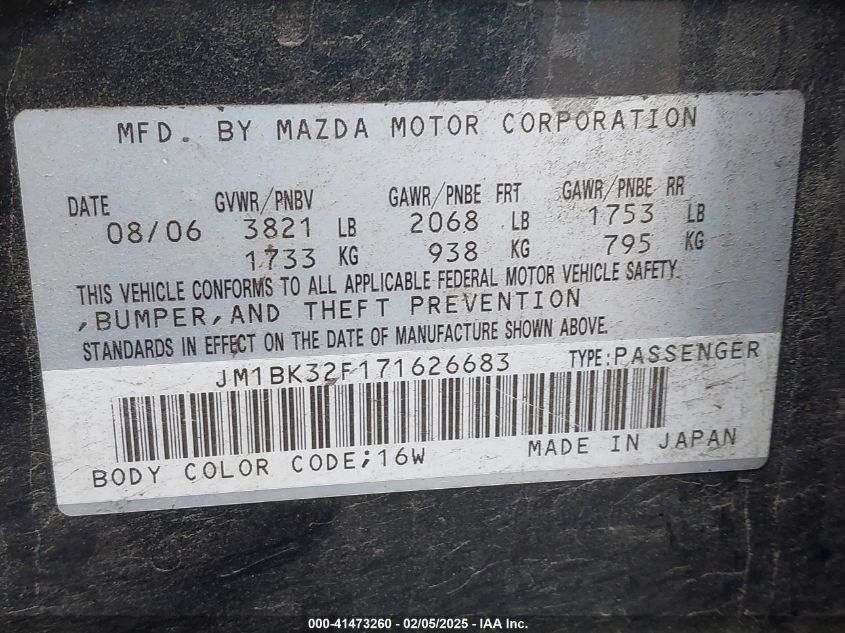 MFD. BY MAZDA MOTOR CORPORATION
DATE GVWR/PNBV GAWR/PNBE FRT GAWR/PNBE RR
08/06 3821 LB 2068 LB 1753 LB
1733 KG 938 KG 795 KG
THIS VEHICLE CONFORMS TO ALL APPLICABLE FEDERAL MOTOR VEHICLE SAFETY
,BUMPER,AND THEFT PREVENTION
STANDARDS IN EFFECT ON THE DATE OF MANUFACTURE SHOWN ABOVE.
JM1BK32F171626683 TYPE:PASSENGER
BODY COLOR CODE;16W MADE IN JAPAN
000-41473260 - 02/05/2025 - IAA Inc.